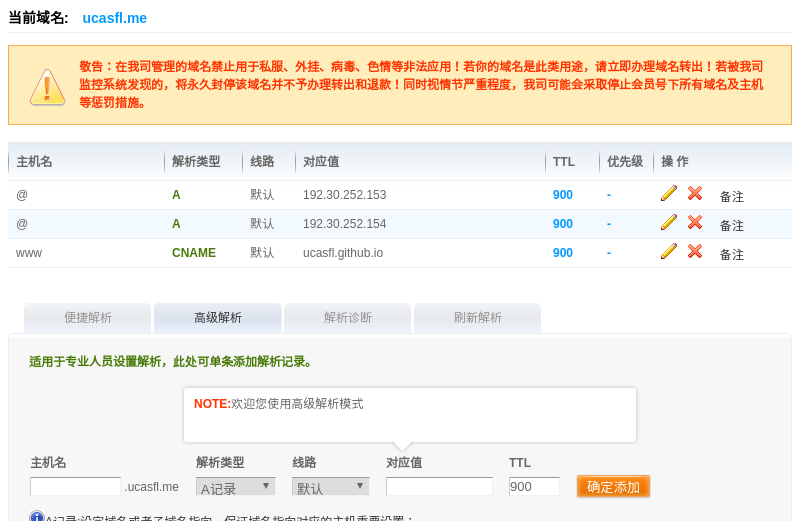 当前域名: ucasfl.me
敬告：在我司管理的域名禁止用于私服、外挂、病毒、色情等非法应用！若你的域名是此类用途，请立即办理域名转出！若被我司
监控系统发现的，将永久封停该域名并不予办理转出和退款！同时视情节严重程度，我司可能会采取停止会员号下所有域名及主机
等惩罚措施。
主机名 解析类型 线路 对应值 TTL 优先级 操 作
@ A 默认 192.30.252.153 900 - 备注
@ A 默认 192.30.252.154 900 - 备注
www CNAME 默认 ucasfl.github.io 900 - 备注
便捷解析 高级解析 解析诊断 刷新解析
适用于专业人员设置解析，此处可单条添加解析记录。
NOTE:欢迎您使用高级解析模式
主机名 解析类型 线路 对应值 TTL
.ucasfl.me A记录 默认 900 确定添加
A记录:设定域名或者子域名指向，保证域名指向对应的主机重要设置；